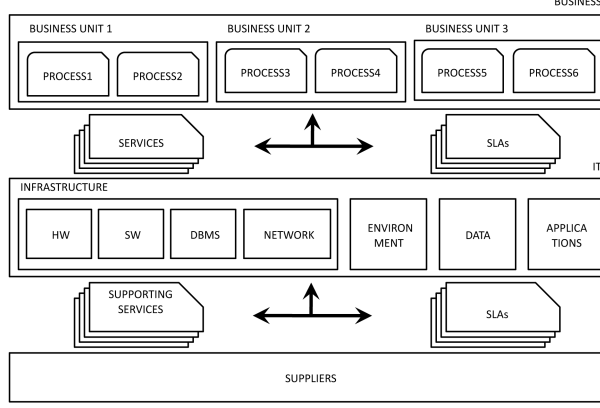 BUSINESS
BUSINESS UNIT 1
BUSINESS UNIT 2
BUSINESS UNIT 3
PROCESS1
PROCESS2
PROCESS3
PROCESS4
PROCESS5
PROCESS6
SERVICES
SLAs
IT
INFRASTRUCTURE
HW
SW
DBMS
NETWORK
ENVIRON
MENT
DATA
APPLICA
TIONS
SUPPORTING
SERVICES
SLAs
SUPPLIERS